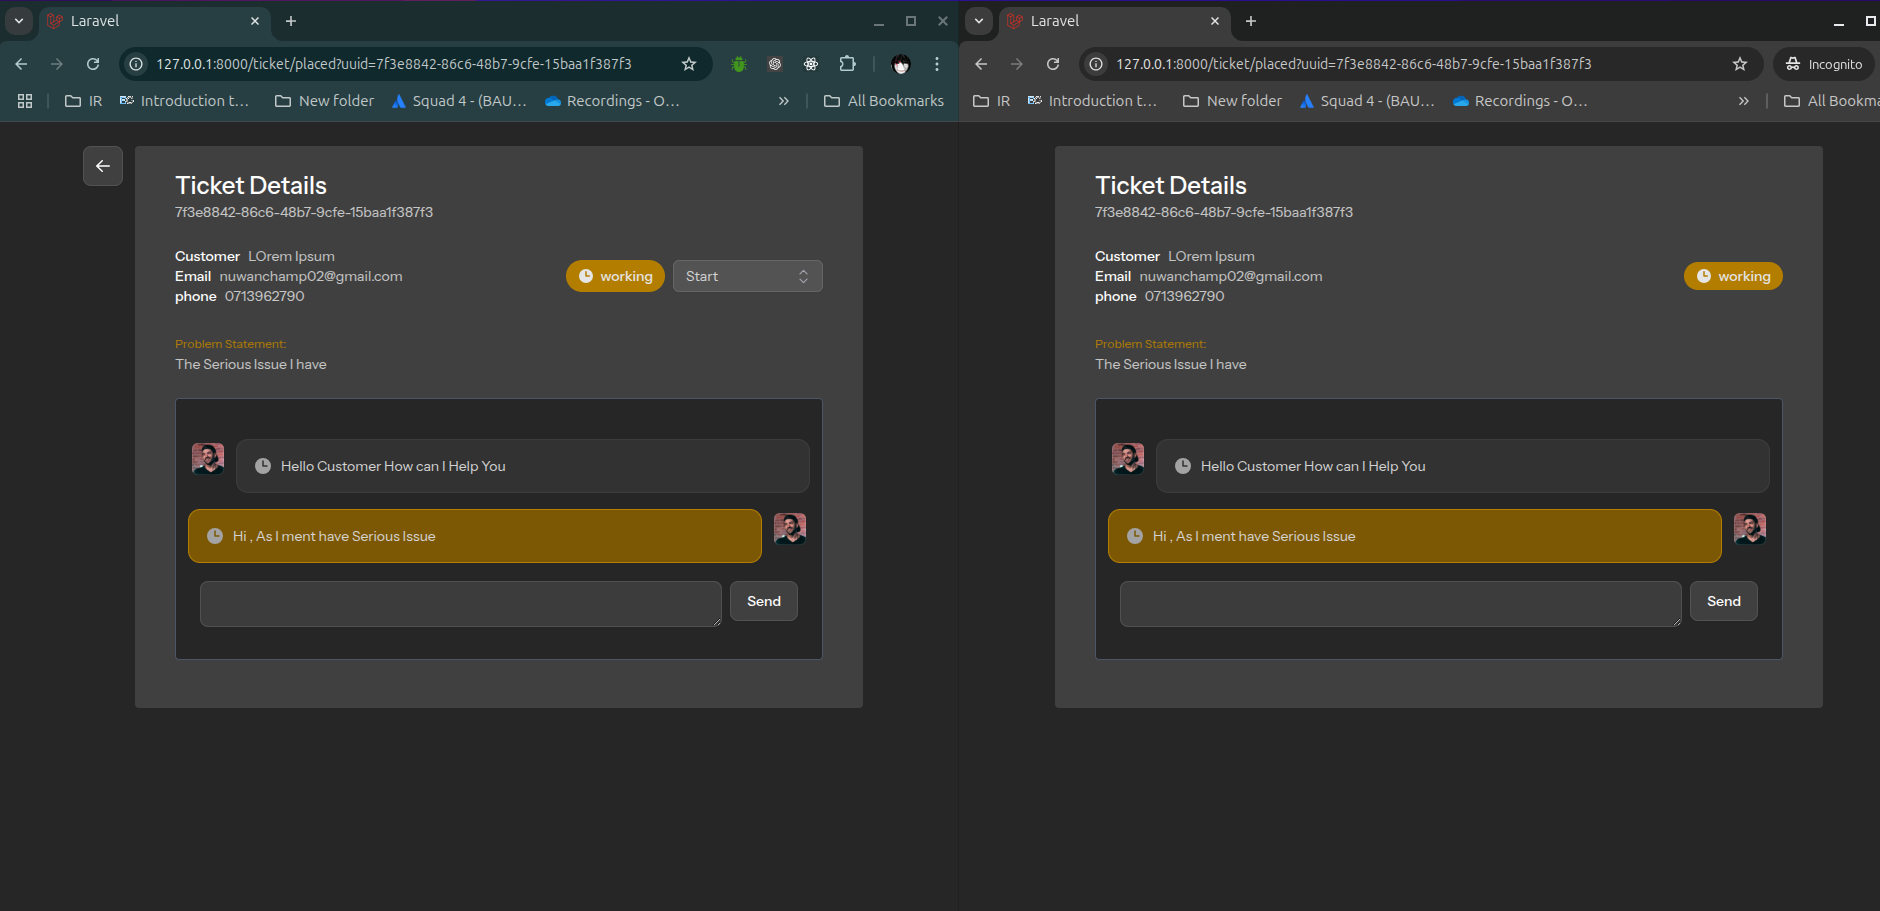 Laravel
127.0.0.1:8000/ticket/placed?uuid=7f3e8842-86c6-48b7-9cfe-15baa1f387f3
IR
Introduction t...
New folder
Squad 4 - (BAU...
Recordings - O...
»
All Bookmarks
Ticket Details
7f3e8842-86c6-48b7-9cfe-15baa1f387f3
Customer LOrem Ipsum
Email nuwanchamp02@gmail.com
phone 0713962790
working
Start
Problem Statement:
The Serious Issue I have
Hello Customer How can I Help You
Hi , As I ment have Serious Issue
Send
Laravel
127.0.0.1:8000/ticket/placed?uuid=7f3e8842-86c6-48b7-9cfe-15baa1f387f3
Incognito
IR
Introduction t...
New folder
Squad 4 - (BAU...
Recordings - O...
»
All Bookma
Ticket Details
7f3e8842-86c6-48b7-9cfe-15baa1f387f3
Customer LOrem Ipsum
Email nuwanchamp02@gmail.com
phone 0713962790
working
Problem Statement:
The Serious Issue I have
Hello Customer How can I Help You
Hi , As I ment have Serious Issue
Send